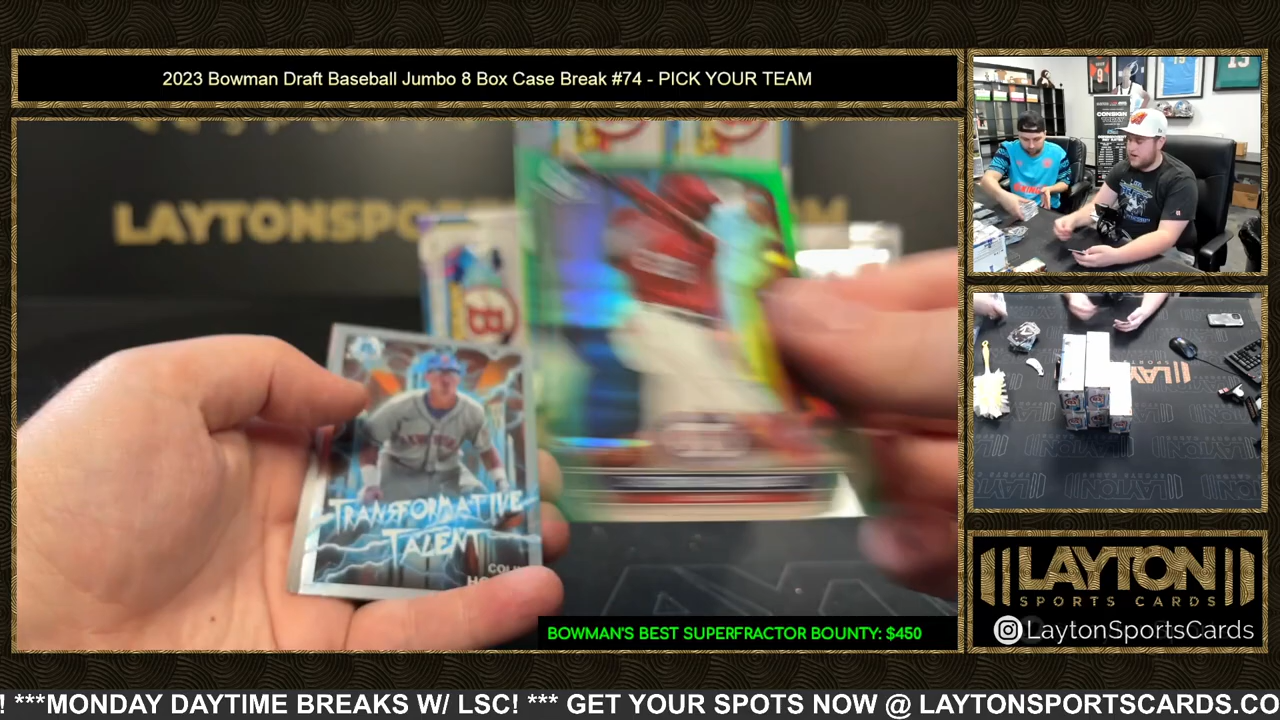 2023 Bowman Draft Baseball Jumbo 8 Box Case Break #74 - PICK YOUR TEAM
LAYTONSPO
TRANSFORMATIVE
TALENT
BOWMAN'S BEST SUPERFRACTOR BOUNTY: $450
CONSIGN
LAYTON
SPORTS CARDS
LaytonSportsCards
! ***MONDAY DAYTIME BREAKS W/ LSC! *** GET YOUR SPOTS NOW @ LAYTONSPORTSCARDS.CO